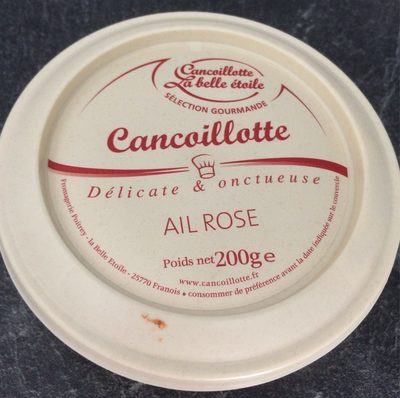 Cancoillotte
La belle étoile
SÉLECTION GOURMANDE
Cancoillotte
Délicate & onctueuse
AIL ROSE
Poids net 200g e
www.cancoillotte.fr
Fromagerie Poitrey - la Belle Etoile - 25770 Franois • consommer de préférence avant la date indiquée sur le couvercle